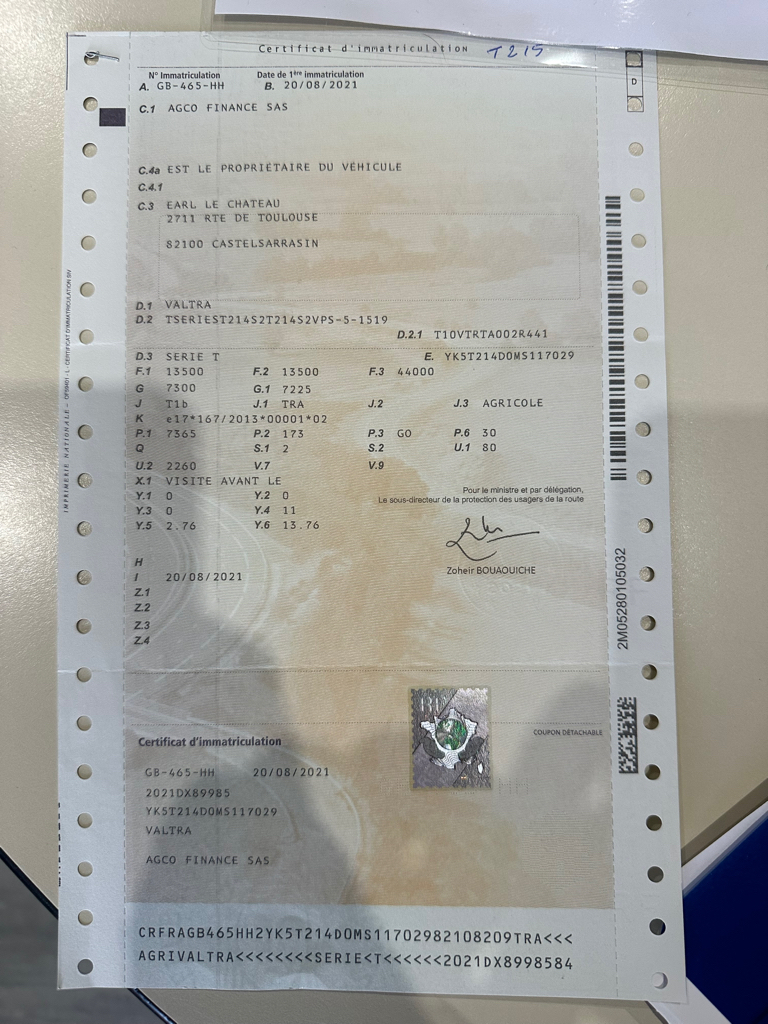 Certificat d'immatriculation T215
N° Immatriculation Date de 1ère immatriculation
A. GB-465-HH B. 20/08/2021
D
C.1 AGCO FINANCE SAS
C.4a EST LE PROPRIÉTAIRE DU VÉHICULE
C.4.1
C.3 EARL LE CHATEAU
2711 RTE DE TOULOUSE
82100 CASTELSARRASIN
D.1 VALTRA
D.2 TSERIEST214S2T214S2VPS-5-1519
D.2.1 T10VTRTA002R441
D.3 SERIE T E. YK5T214DOMS117029
F.1 13500 F.2 13500 F.3 44000
G 7300 G.1 7225
J T1b J.1 TRA J.2 J.3 AGRICOLE
K e17*167/2013*00001*02
P.1 7365 P.2 173 P.3 GO P.6 30
Q S.1 2 S.2 U.1 80
U.2 2260 V.7 V.9
X.1 VISITE AVANT LE
Y.1 0 Y.2 0
Y.3 0 Y.4 11
Y.5 2.76 Y.6 13.76
Pour le ministre et par délégation,
Le sous-directeur de la protection des usagers de la route
Zoheir BOUAOUICHE
H
I 20/08/2021
Z.1
Z.2
Z.3
Z.4
2M05280105032
COUPON DÉTACHABLE
Certificat d'immatriculation
GB-465-HH 20/08/2021
2021DX89985
YK5T214DOMS117029
VALTRA
AGCO FINANCE SAS
CRFRAGB465HH2YK5T214DOMS11702982108209TRA<<<
AGRIVALTRA<<<<<<<<SERIE<T<<<<<<2021DX8998584